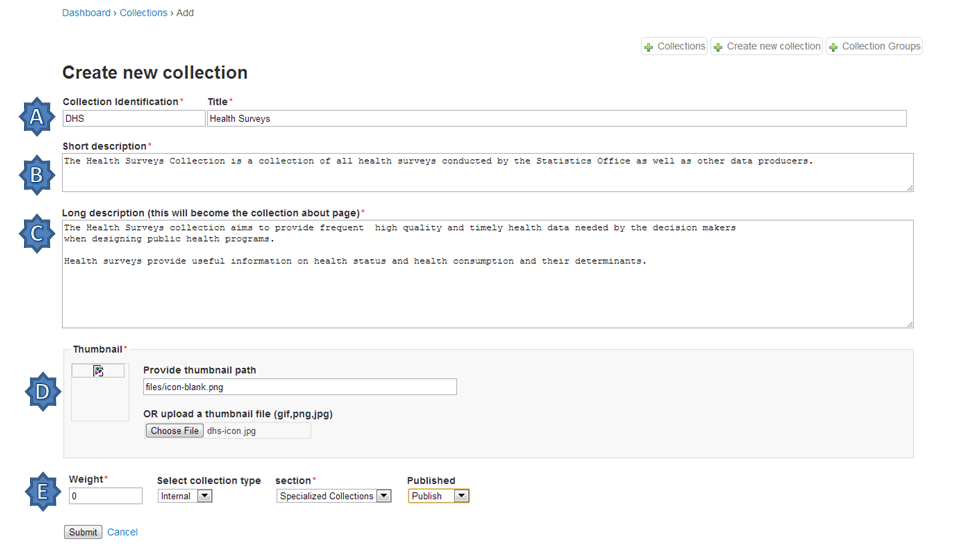 Dashboard › Collections › Add
Collections Create new collection Collection Groups
Create new collection
Collection Identification* Title*
A DHS Health Surveys
Short description*
B The Health Surveys Collection is a collection of all health surveys conducted by the Statistics Office as well as other data producers.
Long description (this will become the collection about page)*
C The Health Surveys collection aims to provide frequent  high quality and timely health data needed by the decision makers
when designing public health programs.
Health surveys provide useful information on health status and health consumption and their determinants.
Thumbnail*
Provide thumbnail path
D files/icon-blank.png
OR upload a thumbnail file (gif,png,jpg)
Choose File dhs-icon.jpg
Weight* Select collection type section* Published
E 0 Internal Specialized Collections Publish
Submit Cancel